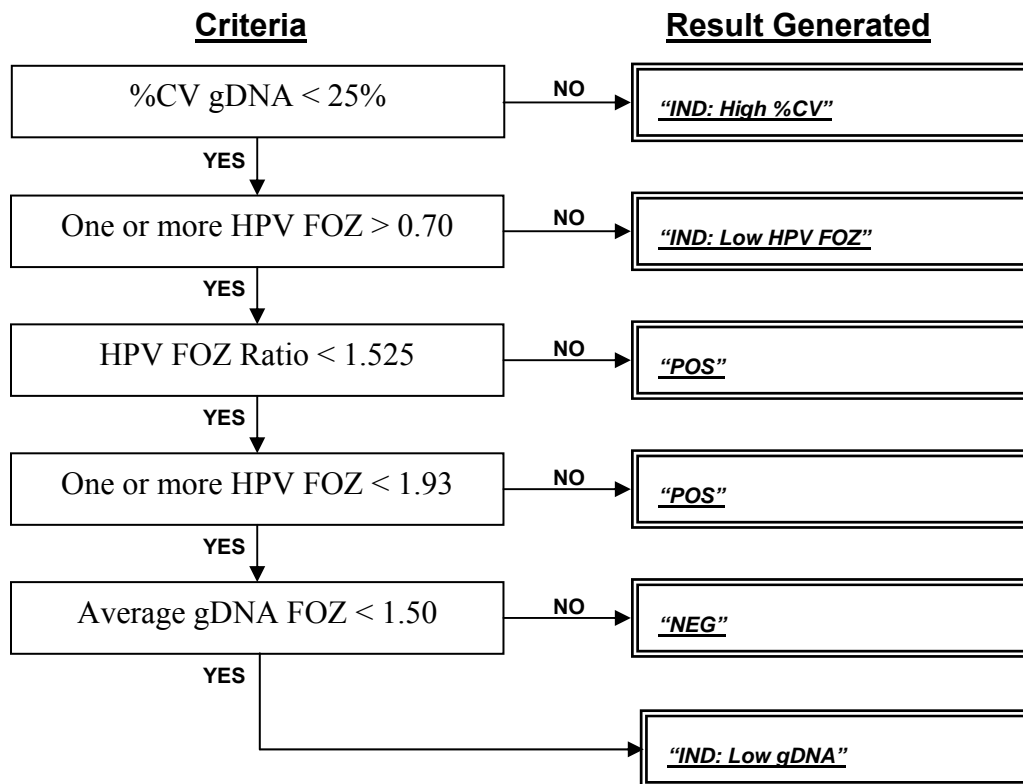 Criteria
Result Generated
%CV gDNA < 25%
NO
“IND: High %CV”
YES
One or more HPV FOZ > 0.70
NO
“IND: Low HPV FOZ”
YES
HPV FOZ Ratio < 1.525
NO
“POS”
YES
One or more HPV FOZ < 1.93
NO
“POS”
YES
Average gDNA FOZ < 1.50
NO
“NEG”
YES
“IND: Low gDNA”